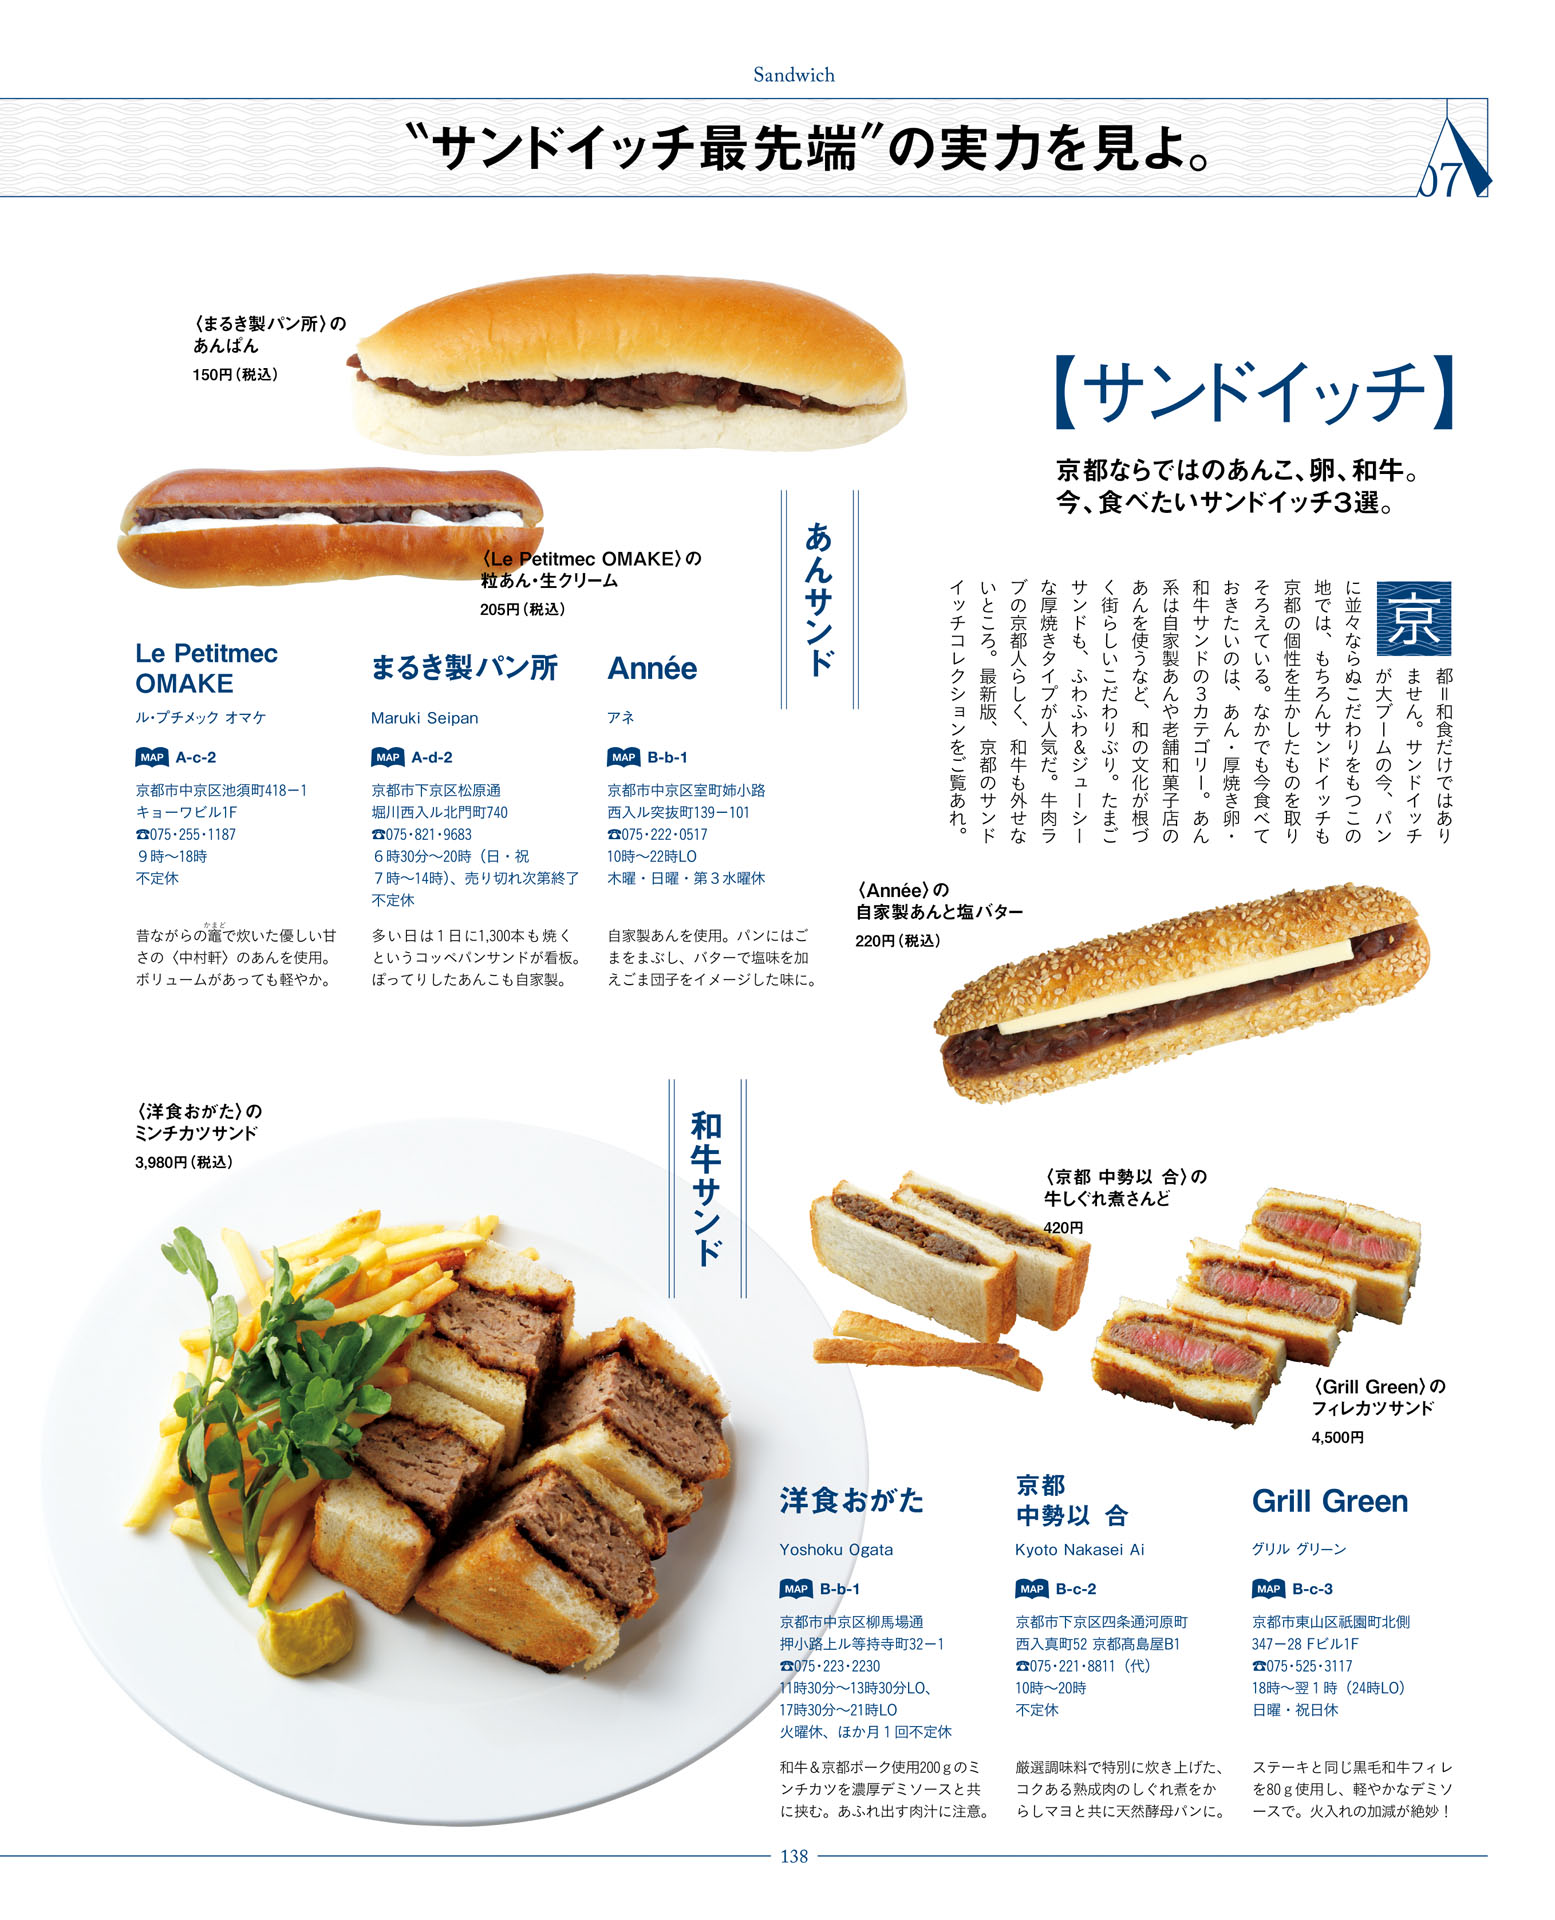 Sandwich
〝サンドイッチ最先端〞の実力を見よ。
07
〈まるき製パン所〉の
あんぱん
150円（税込）
【サンドイッチ】
京都ならではのあんこ、卵、和牛。
今、食べたいサンドイッチ3選。
京都＝和食だけではあり
ません。サンドイッチ
が大ブームの今、パン
に並々ならぬこだわりをもつこの
地では、もちろんサンドイッチも
京都の個性を生かしたものを取り
そろえている。なかでも今食べて
おきたいのは、あん・厚焼き卵・
和牛サンドの3カテゴリー。あん
系は自家製あんや老舗和菓子店の
あんを使うなど、和の文化が根づ
く街らしいこだわりぶり。たまご
サンドも、ふわふわ＆ジューシー
な厚焼きタイプが人気だ。牛肉ラ
ブの京都人らしく、和牛も外せな
いところ。最新版、京都のサンド
イッチコレクションをご覧あれ。
〈Le Petitmec OMAKE〉の
粒あん・生クリーム
205円（税込）
あんサンド
Le Petitmec
OMAKE
ル・プチメック オマケ
MAP A-c-2
京都市中京区池須町418－1
キョーワビル1F
☎075・255・1187
９時〜18時
不定休
昔ながらの竈かまどで炊いた優しい甘
さの〈中村軒〉のあんを使用。
ボリュームがあっても軽やか。
まるき製パン所
Maruki Seipan
MAP A-d-2
京都市下京区松原通
堀川西入ル北門町740
☎075・821・9683
６時30分〜20時（日・祝
７時〜14時）、売り切れ次第終了
不定休
多い日は１日に1,300本も焼く
というコッペパンサンドが看板。
ぽってりしたあんこも自家製。
Année
アネ
MAP B-b-1
京都市中京区室町姉小路
西入ル突抜町139－101
☎075・222・0517
10時〜22時LO
木曜・日曜・第３水曜休
自家製あんを使用。パンにはご
まをまぶし、バターで塩味を加
えごま団子をイメージした味に。
〈Année〉の
自家製あんと塩バター
220円（税込）
〈洋食おがた〉の
ミンチカツサンド
3,980円（税込）
和牛サンド
〈京都 中勢以 合〉の
牛しぐれ煮さんど
420円
〈Grill Green〉の
フィレカツサンド
4,500円
洋食おがた
Yoshoku Ogata
MAP B-b-1
京都市中京区柳馬場通
押小路上ル等持寺町32－1
☎075・223・2230
11時30分〜13時30分LO、
17時30分〜21時LO
火曜休、ほか月１回不定休
和牛＆京都ポーク使用200ｇのミ
ンチカツを濃厚デミソースと共
に挟む。あふれ出す肉汁に注意。
京都
中勢以 合
Kyoto Nakasei Ai
MAP B-c-2
京都市下京区四条通河原町
西入真町52 京都髙島屋B1
☎075・221・8811（代）
10時〜20時
不定休
厳選調味料で特別に炊き上げた、
コクある熟成肉のしぐれ煮をか
らしマヨと共に天然酵母パンに。
Grill Green
グリル グリーン
MAP B-c-3
京都市東山区祇園町北側
347－28 Fビル1F
☎075・525・3117
18時〜翌１時（24時LO）
日曜・祝日休
ステーキと同じ黒毛和牛フィレ
を80ｇ使用し、軽やかなデミソ
ースで。火入れの加減が絶妙！
138